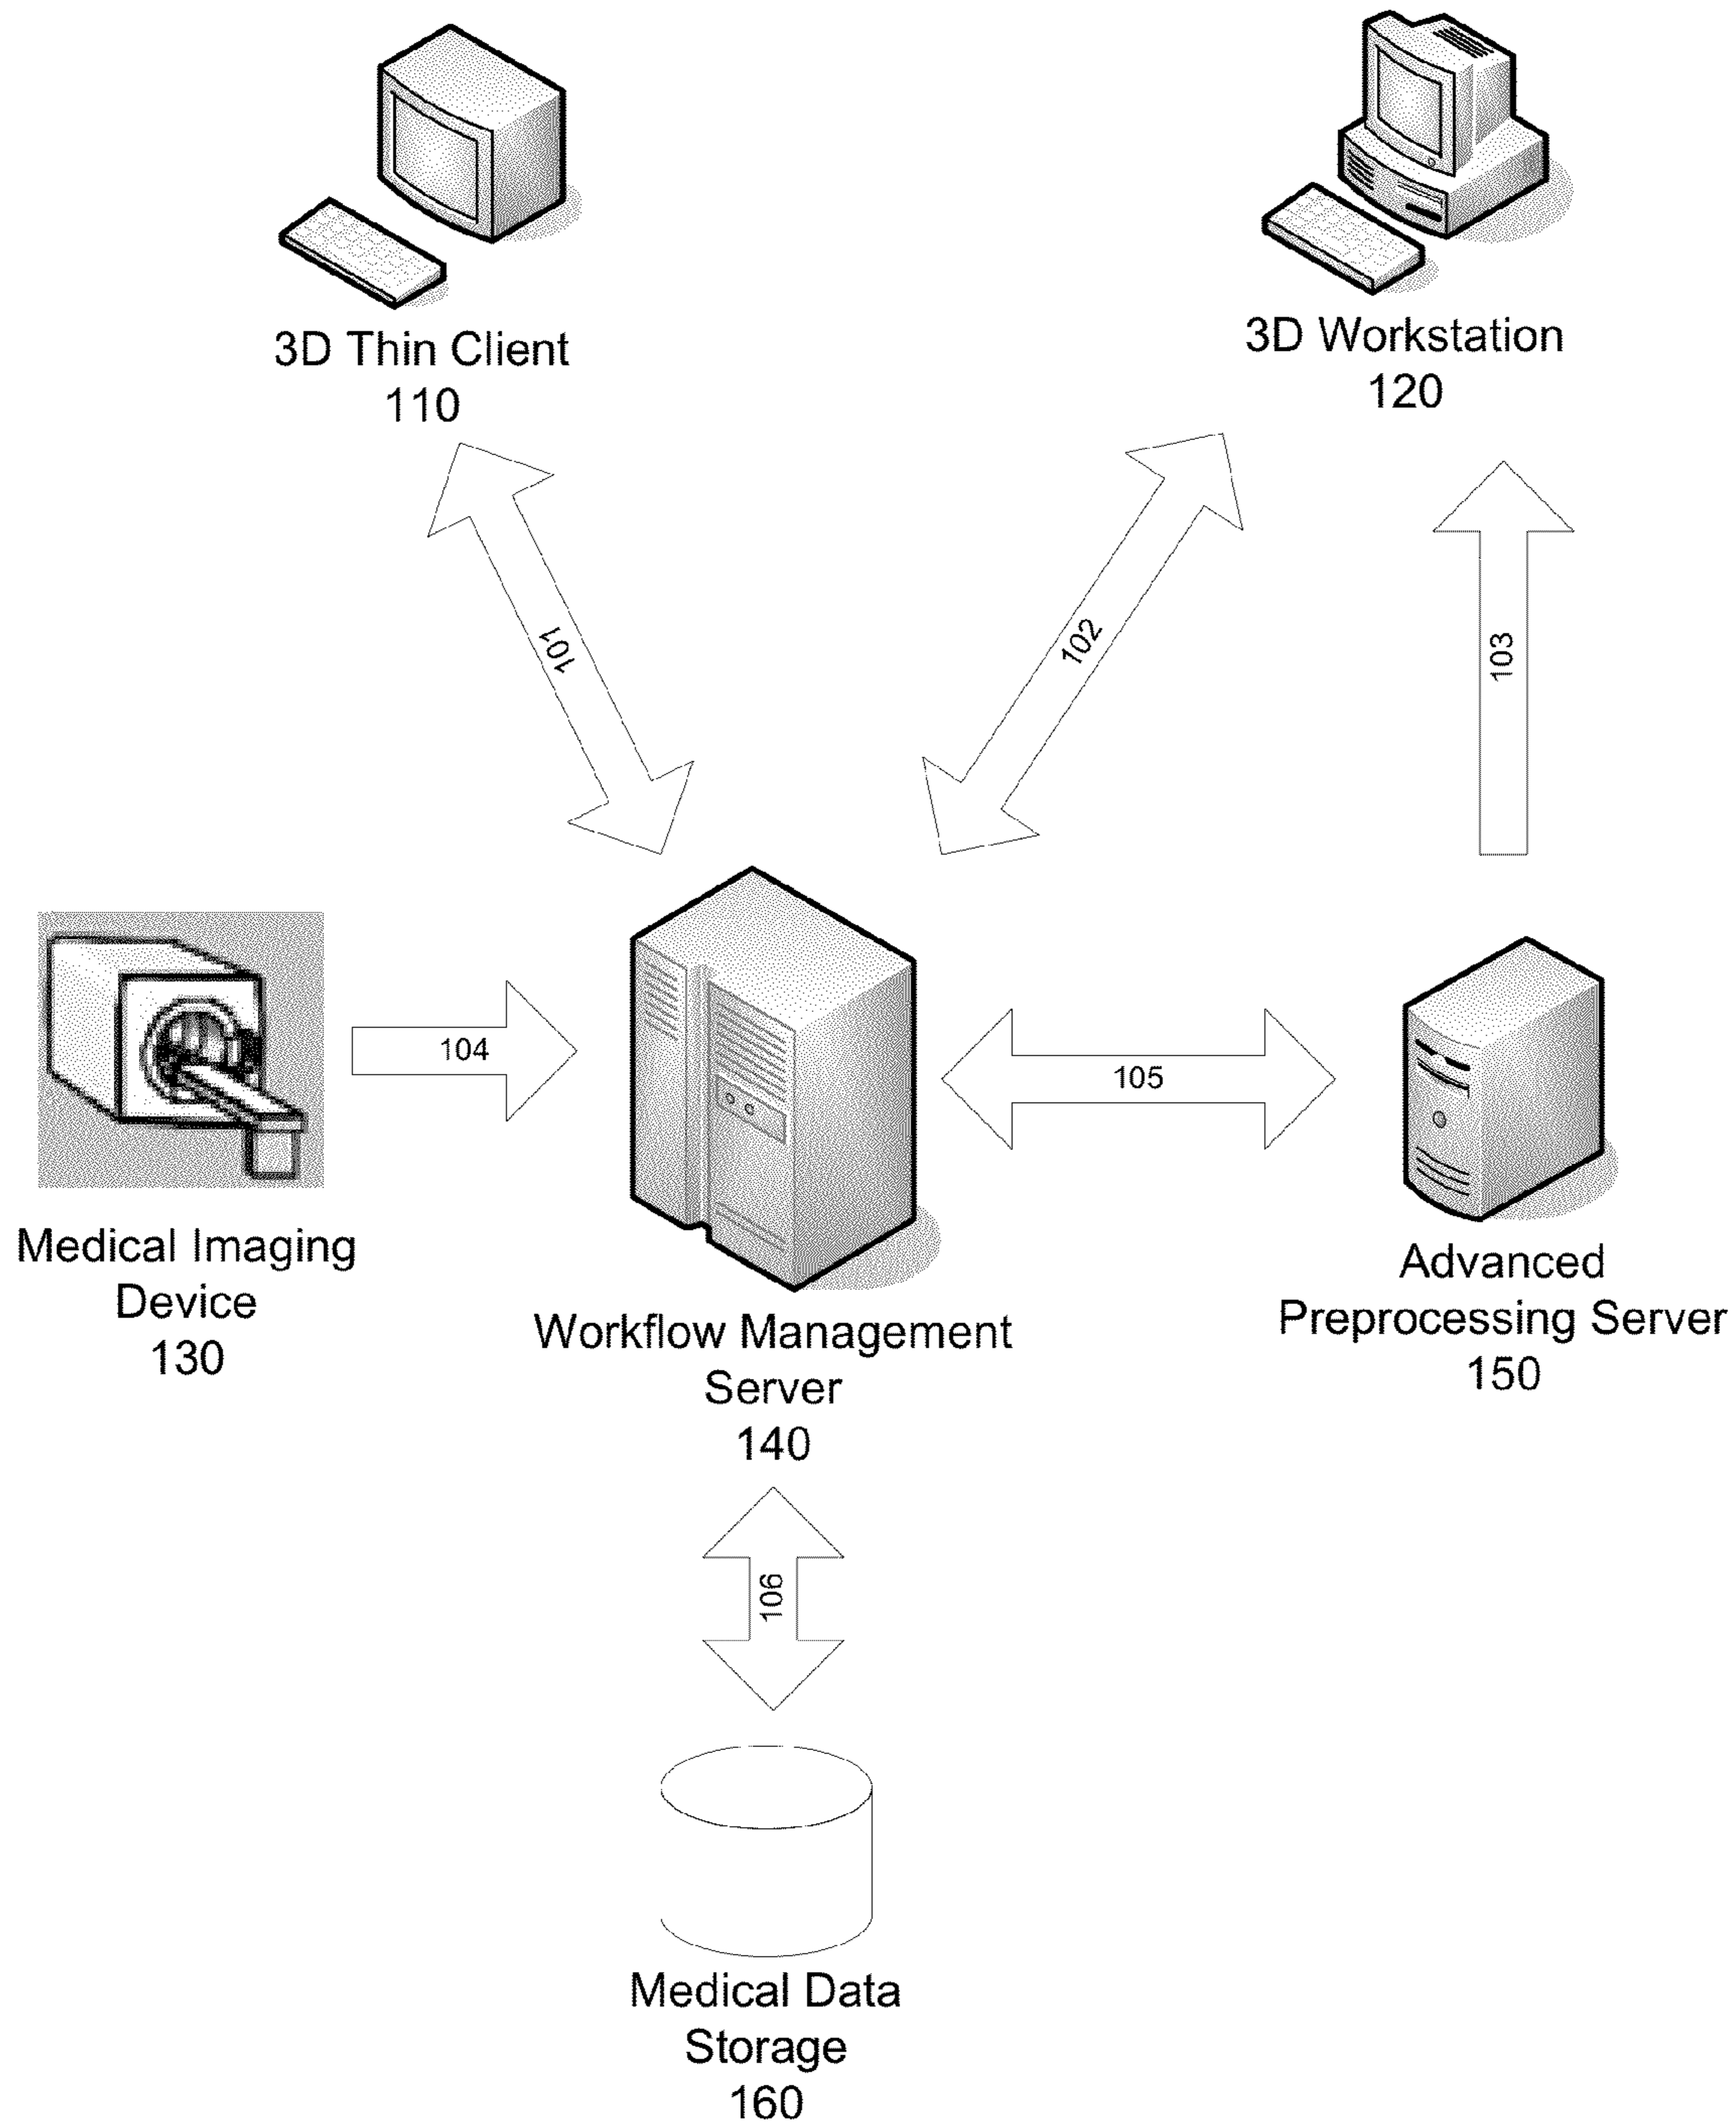 3D Thin Client
110
3D Workstation
120
101
102
103
104
105
Medical Imaging
Device
130
Workflow Management
Server
140
Advanced
Preprocessing Server
150
106
Medical Data
Storage
160